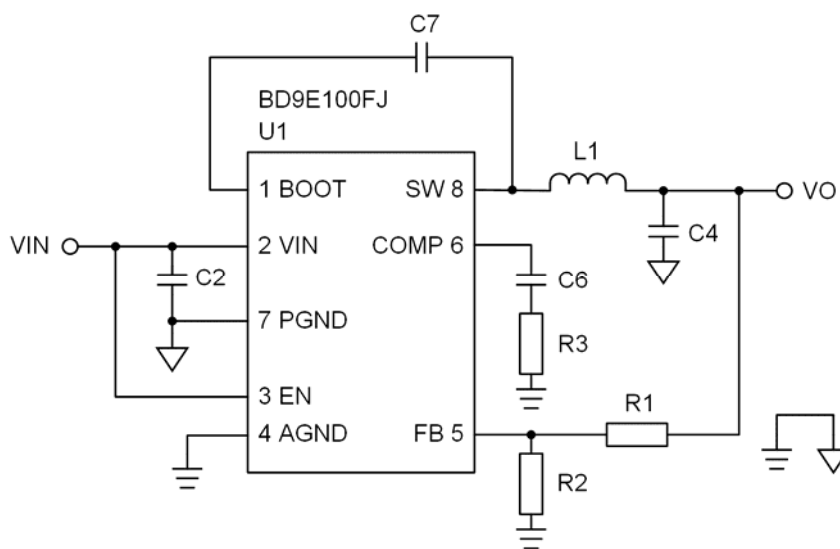 C7
BD9E100FJ
U1
L1
1 BOOT
SW 8
VO
VIN
2 VIN
COMP 6
C4
C2
C6
7 PGND
R3
3 EN
R1
4 AGND
FB 5
R2